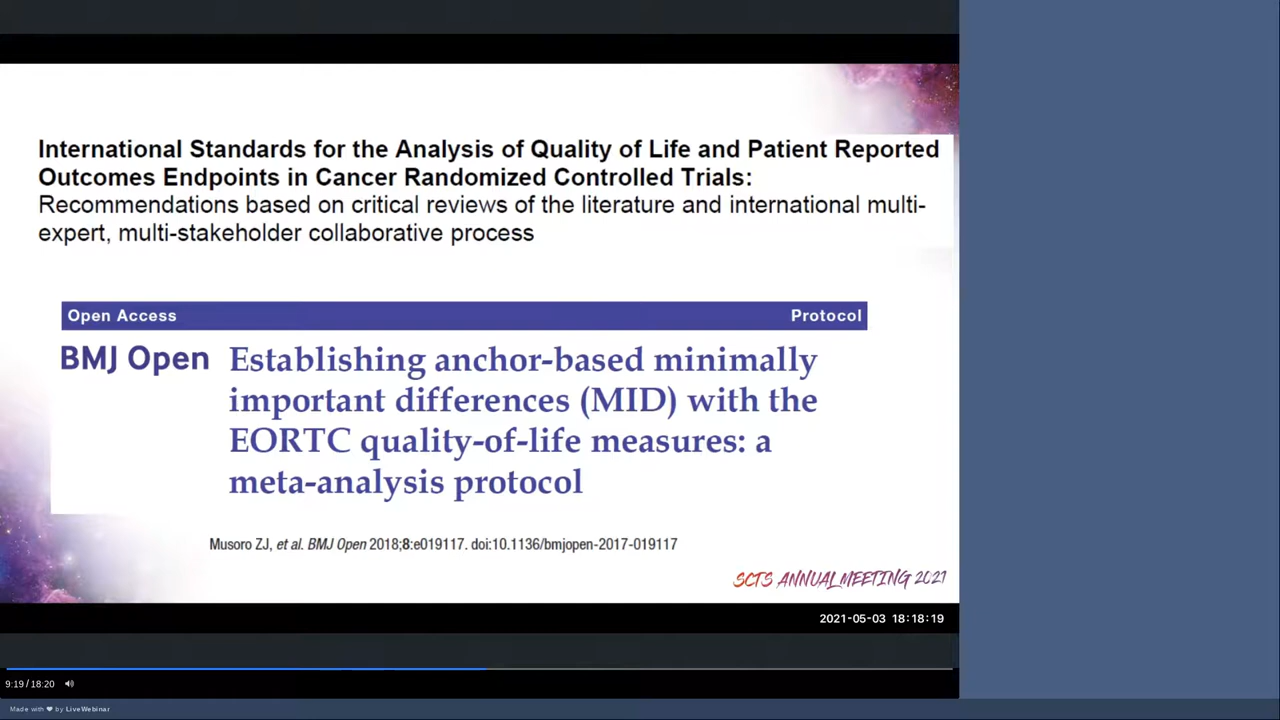 International Standards for the Analysis of Quality of Life and Patient Reported
Outcomes Endpoints in Cancer Randomized Controlled Trials:
Recommendations based on critical reviews of the literature and international multi-
expert, multi-stakeholder collaborative process
Open Access Protocol
BMJ Open Establishing anchor-based minimally
important differences (MID) with the
EORTC quality-of-life measures: a
meta-analysis protocol
Musoro ZJ, et al. BMJ Open 2018;8:e019117. doi:10.1136/bmjopen-2017-019117
SCTS ANNUAL MEETING 2021
2021-05-03 18:18:19
9:19/18:20
Made with ❤ by LiveWebinar